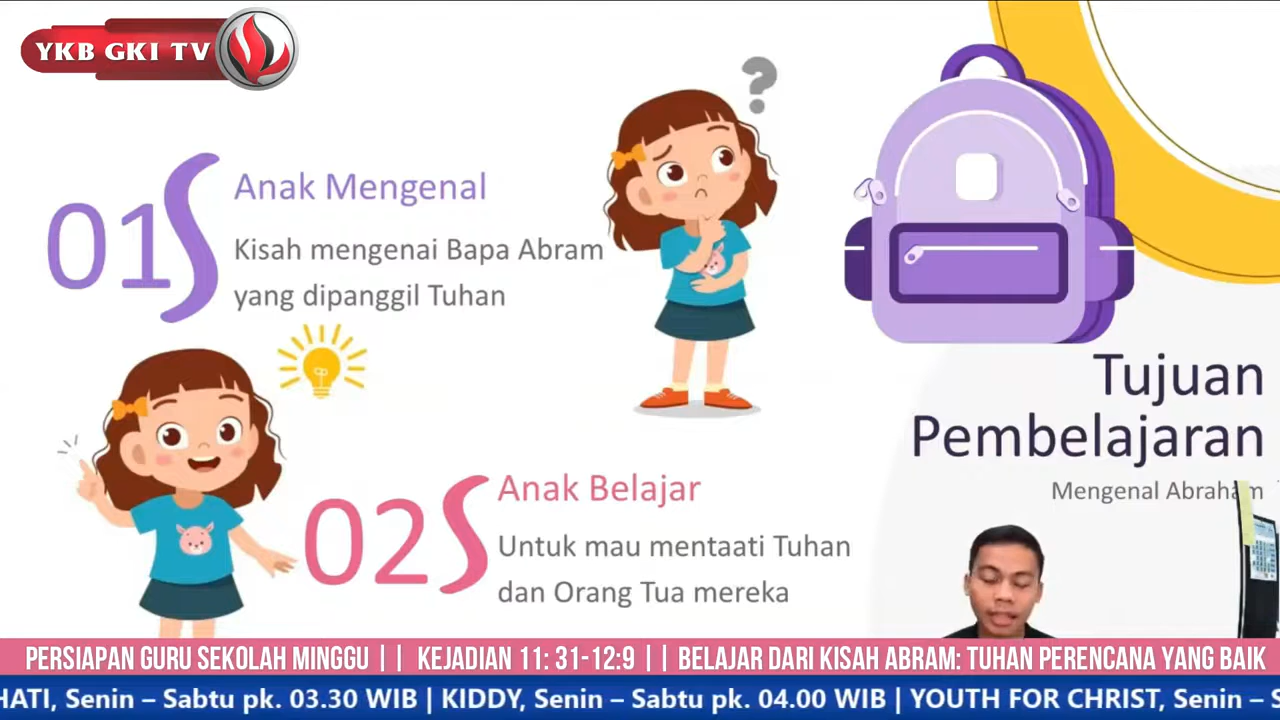 YKB GKI TV
01
Anak Mengenal
Kisah mengenai Bapa Abram
yang dipanggil Tuhan
?
02
Anak Belajar
Untuk mau mentaati Tuhan
dan Orang Tua mereka
Tujuan
Pembelajaran
Mengenal Abraham
PERSIAPAN GURU SEKOLAH MINGGU || KEJADIAN 11: 31-12:9 || BELAJAR DARI KISAH ABRAM: TUHAN PERENCANA YANG BAIK
HATI, Senin – Sabtu pk. 03.30 WIB | KIDDY, Senin – Sabtu pk. 04.00 WIB | YOUTH FOR CHRIST, Senin – S